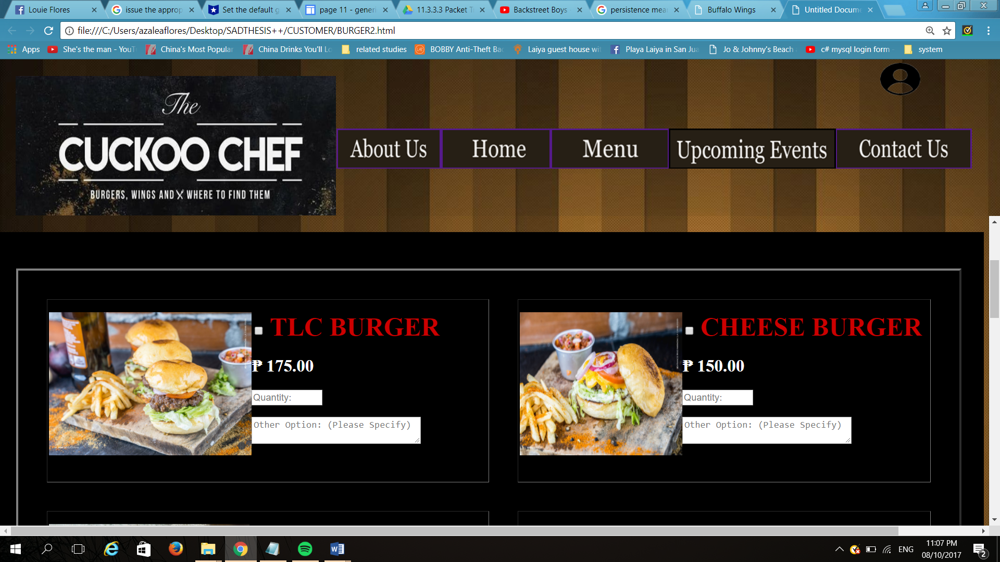 Louie Flores
issue the approp
Set the default g
page 11 - generi
11.3.3.3 Packet T
Backstreet Boys
persistence mea
Buffalo Wings
Untitled Docum
file:///C:/Users/azaleaflores/Desktop/SADTHESIS++/CUSTOMER/BURGER2.html
Apps
She's the man - YouT
China's Most Popular
China Drinks You'll Lo
related studies
BOBBY Anti-Theft Bac
Laiya guest house wit
Playa Laiya in San Jua
Jo & Johnny's Beach
c# mysql login form -
system
The
CUCKOO CHEF
BURGERS, WINGS AND X WHERE TO FIND THEM
About Us
Home
Menu
Upcoming Events
Contact Us
TLC BURGER
₱ 175.00
Quantity:
Other Option: (Please Specify)
CHEESE BURGER
₱ 150.00
Quantity:
Other Option: (Please Specify)
ENG
11:07 PM
08/10/2017
2